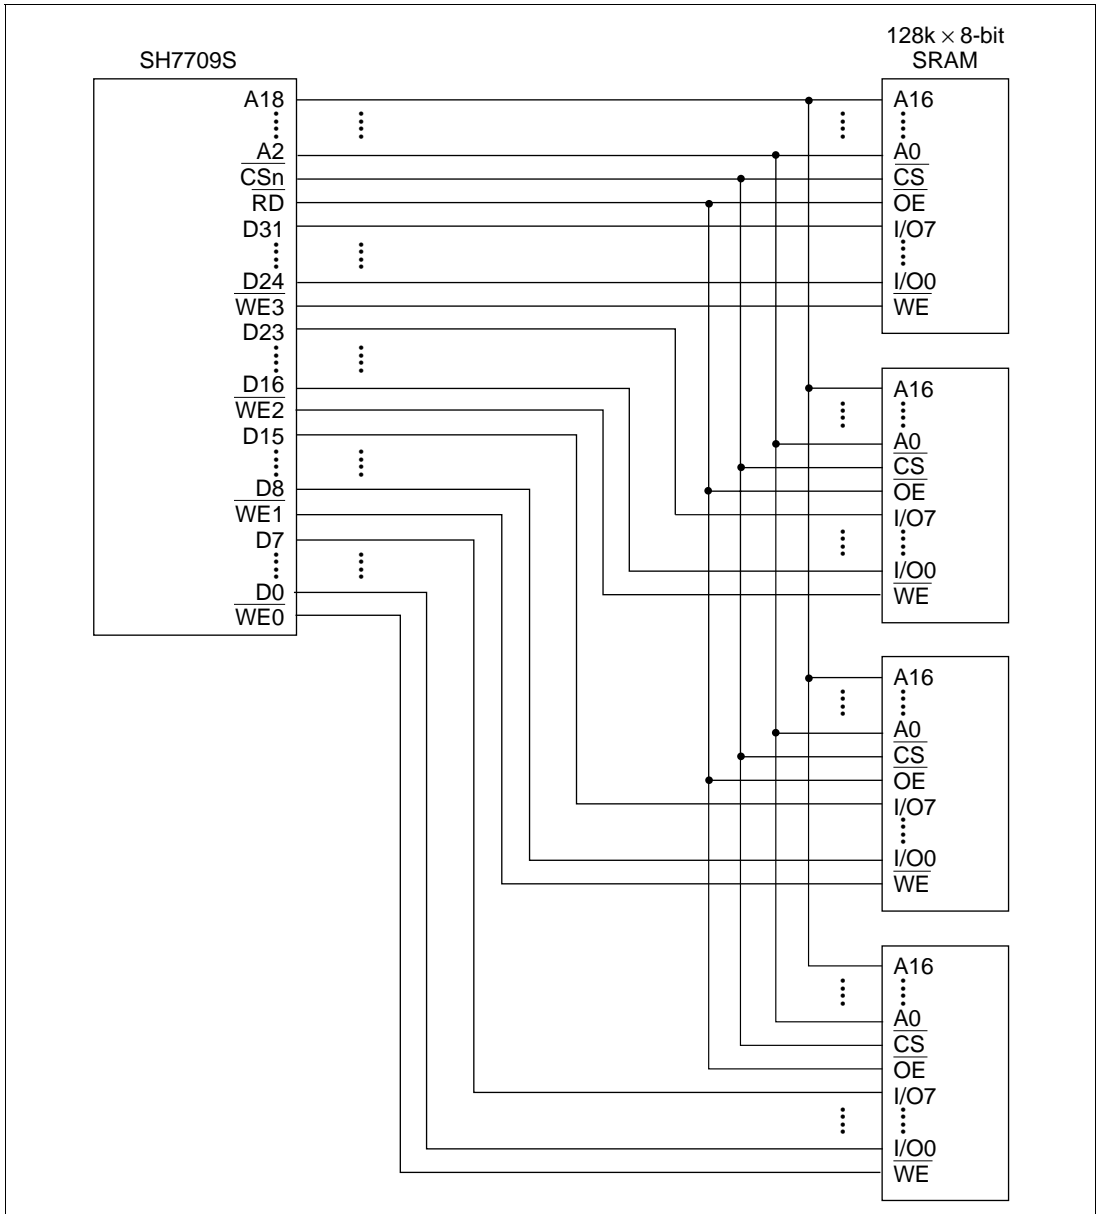 SH7709S
A18
A2
CSn
RD
D31
D24
WE3
D23
D16
WE2
D15
D8
WE1
D7
D0
WE0
128k × 8-bit
SRAM
A16
A0
CS
OE
I/O7
I/O0
WE
A16
A0
CS
OE
I/O7
I/O0
WE
A16
A0
CS
OE
I/O7
I/O0
WE
A16
A0
CS
OE
I/O7
I/O0
WE